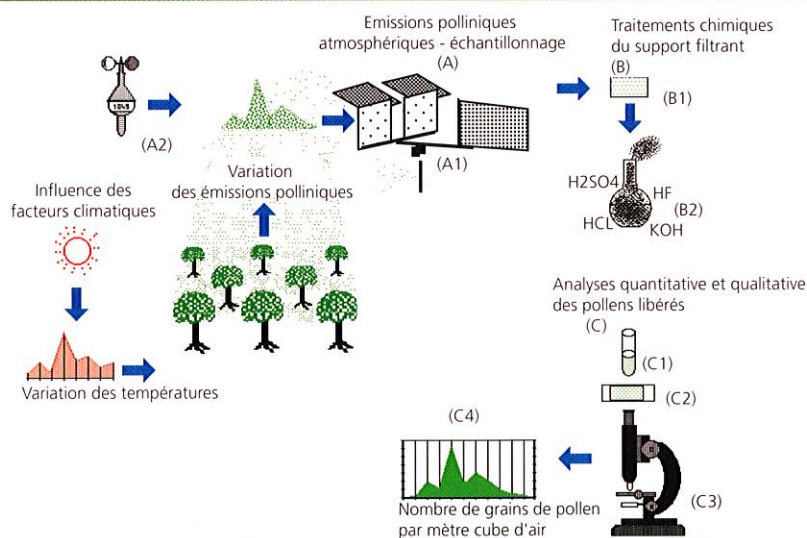 Emissions polliniques
atmosphériques - échantillonnage
(A)
Traitements chimiques
du support filtrant
(B)
(B1)
(A2)
(A1)
Influence des
facteurs climatiques
Variation
des émissions polliniques
H2SO4
HF
HCL
KOH
(B2)
Analyses quantitative et qualitative
des pollens libérés
(C)
(C1)
(C2)
Variation des températures
(C4)
(C3)
Nombre de grains de pollen
par mètre cube d'air